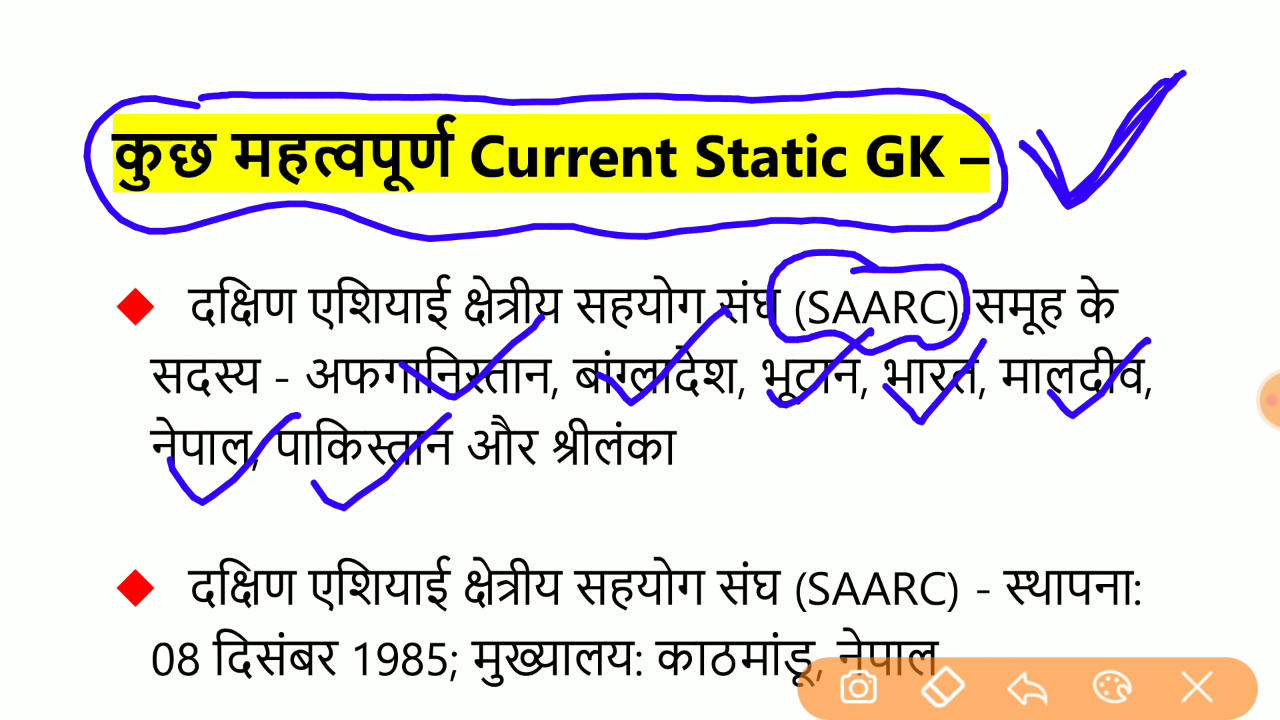 कुछ महत्वपूर्ण Current Static GK –
दक्षिण एशियाई क्षेत्रीय सहयोग संघ (SAARC) समूह के
सदस्य - अफगानिस्तान, बांग्लादेश, भूटान, भारत, मालदीव,
नेपाल, पाकिस्तान और श्रीलंका
दक्षिण एशियाई क्षेत्रीय सहयोग संघ (SAARC) - स्थापना:
08 दिसंबर 1985; मुख्यालय: काठमांडू, नेपाल